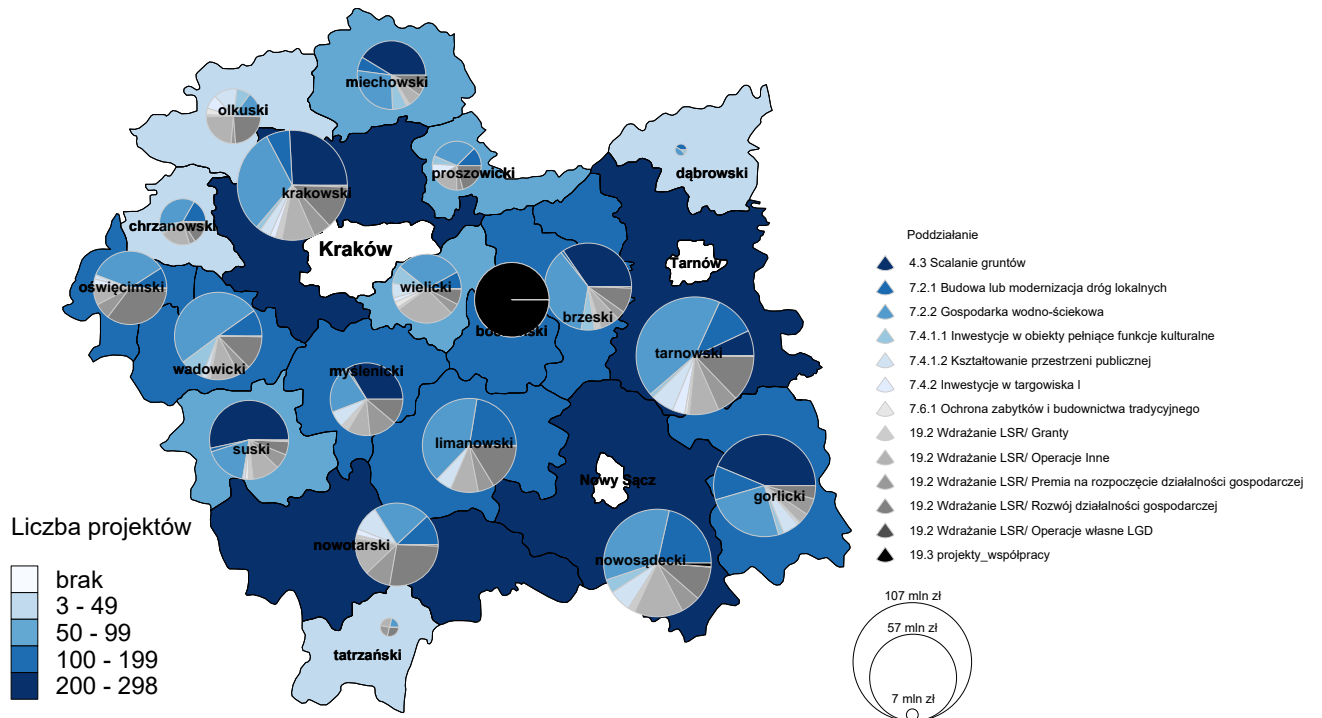 miechowski
olkuski
proszowicki
dąbrowski
krakowski
chrzanowski
Kraków
Tarnów
oświęcimski
wielicki
brzeski
tarnowski
wadowicki
myślenicki
limanowski
suski
Nowy Sącz
gorlicki
nowotarski
nowosądecki
tatrzański
Liczba projektów
brak
3 - 49
50 - 99
100 - 199
200 - 298
Poddziałanie
4.3 Scalanie gruntów
7.2.1 Budowa lub modernizacja dróg lokalnych
7.2.2 Gospodarka wodno-ściekowa
7.4.1.1 Inwestycje w obiekty pełniące funkcje kulturalne
7.4.1.2 Kształtowanie przestrzeni publicznej
7.4.2 Inwestycje w targowiska I
7.6.1 Ochrona zabytków i budownictwa tradycyjnego
19.2 Wdrażanie LSR/ Granty
19.2 Wdrażanie LSR/ Operacje Inne
19.2 Wdrażanie LSR/ Premia na rozpoczęcie działalności gospodarczej
19.2 Wdrażanie LSR/ Rozwój działalności gospodarczej
19.2 Wdrażanie LSR/ Operacje własne LGD
19.3 projekty_współpracy
107 mln zł
57 mln zł
7 mln zł